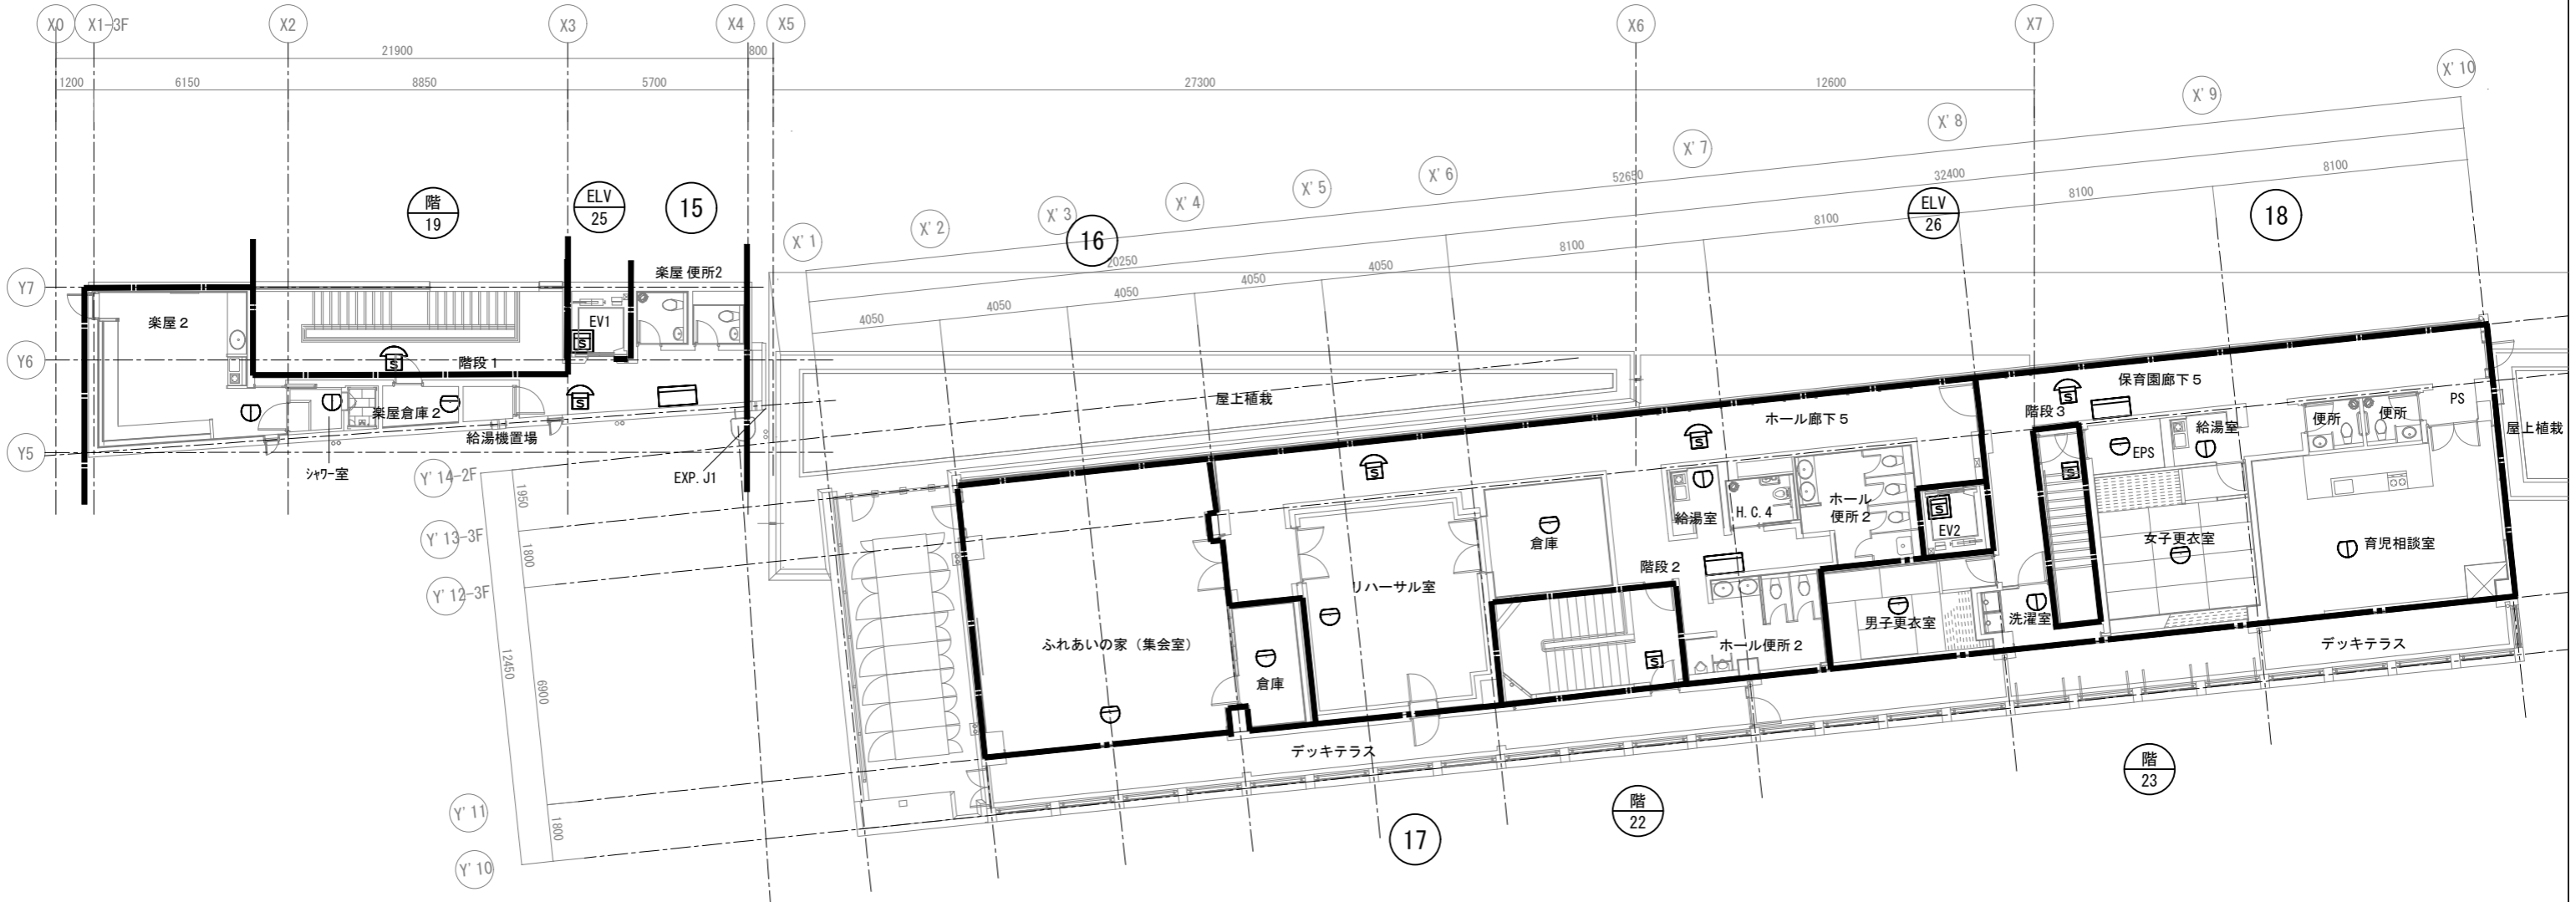 X0
X1-3F
X2
X3
X4
X5
X6
X7
21900
800
1200
6150
8850
5700
27300
12600
X'10
X'9
X'8
X'7
X'6
X'5
X'4
X'3
X'2
X'1
52650
32400
20250
8100
8100
8100
8100
4050
4050
4050
4050
4050
階
19
ELV
25
15
16
ELV
26
18
Y7
Y6
Y5
楽屋 便所2
楽屋２
EV1
S
S
階段１
S
楽屋倉庫２
給湯機置場
シャワー室
EXP. J1
屋上植栽
ホール廊下５
保育園廊下５
階段３
S
S
S
S
便所
便所
PS
給湯室
EPS
屋上植栽
Y'14-2F
Y'13-3F
Y'12-3F
Y'11
Y'10
1950
1800
12450
6900
1800
給湯室
H.C.4
ホール
便所２
S
EV2
倉庫
階段２
リハーサル室
女子更衣室
育児相談室
男子更衣室
洗濯室
ふれあいの家（集会室）
倉庫
S
ホール便所２
デッキテラス
デッキテラス
階
22
階
23
17